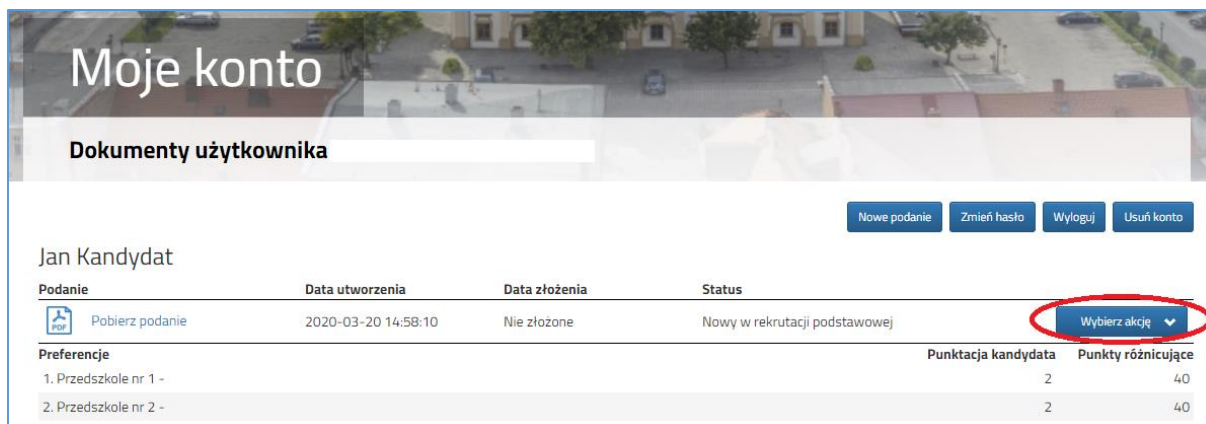 Moje konto
Dokumenty użytkownika
Nowe podanie Zmień hasło Wyloguj Usuń konto
Jan Kandydat
Podanie Data utworzenia Data złożenia Status
PDF Pobierz podanie 2020-03-20 14:58:10 Nie złożone Nowy w rekrutacji podstawowej Wybierz akcję
Preferencje Punktacja kandydata Punkty różnicujące
1. Przedszkole nr 1 - 2 40
2. Przedszkole nr 2 - 2 40